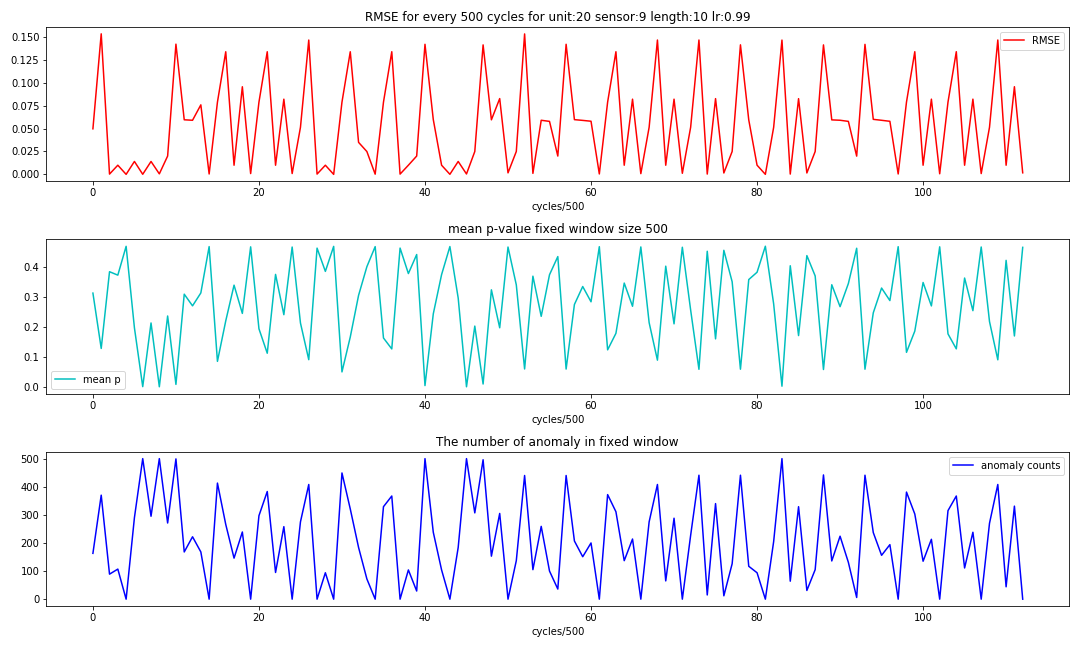 RMSE for every 500 cycles for unit:20 sensor:9 length:10 lr:0.99
0.150
0.125
0.100
0.075
0.050
0.025
0.000
RMSE
0 20 40 60 80 100
cycles/500
mean p-value fixed window size 500
0.4
0.3
0.2
0.1
0.0
mean p
0 20 40 60 80 100
cycles/500
The number of anomaly in fixed window
500
400
300
200
100
0
anomaly counts
0 20 40 60 80 100
cycles/500